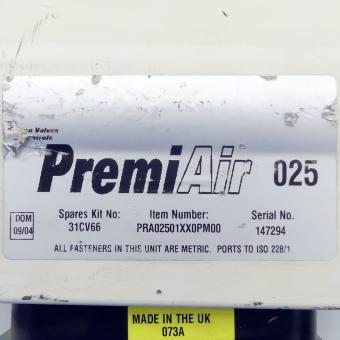 Valves
PremiAir 025
DOM Spares Kit No: Item Number: Serial No.
09/04 31CV66 PRA02501XX0PM00 147294
ALL FASTENERS IN THIS UNIT ARE METRIC. PORTS TO ISO 228/1
MADE IN THE UK
073A